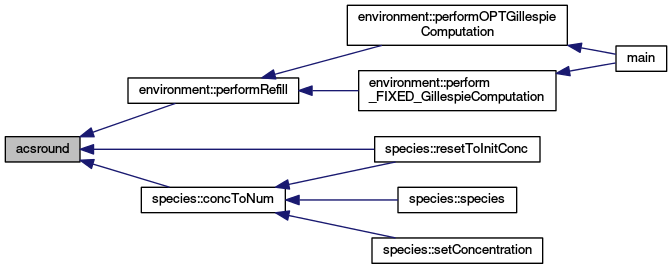 environment::performOPTGillespie
Computation
main
environment::performRefill
environment::perform
_FIXED_GillespieComputation
acsround
species::resetToInitConc
species::concToNum
species::species
species::setConcentration